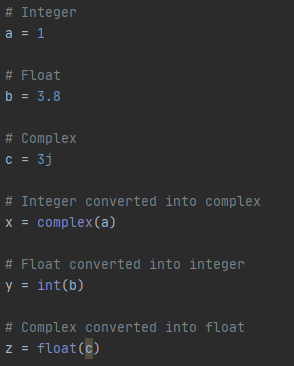 # Integer
a = 1
# Float
b = 3.8
# Complex
c = 3j
# Integer converted into complex
x = complex(a)
# Float converted into integer
y = int(b)
# Complex converted into float
z = float(c)